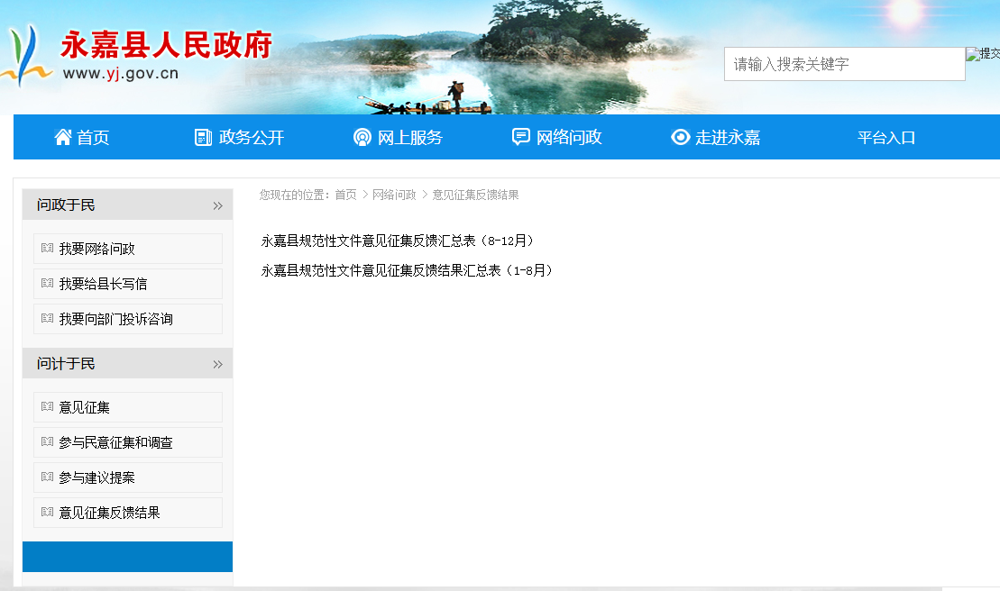 永嘉县人民政府
www.yj.gov.cn
请输入搜索关键字
提交
首页 政务公开 网上服务 网络问政 走进永嘉 平台入口
您现在的位置：首页 > 网络问政 > 意见征集反馈结果
问政于民 »
我要网络问政
我要给县长写信
我要向部门投诉咨询
问计于民 »
意见征集
参与民意征集和调查
参与建议提案
意见征集反馈结果
永嘉县规范性文件意见征集反馈汇总表（8-12月）
永嘉县规范性文件意见征集反馈结果汇总表（1-8月）